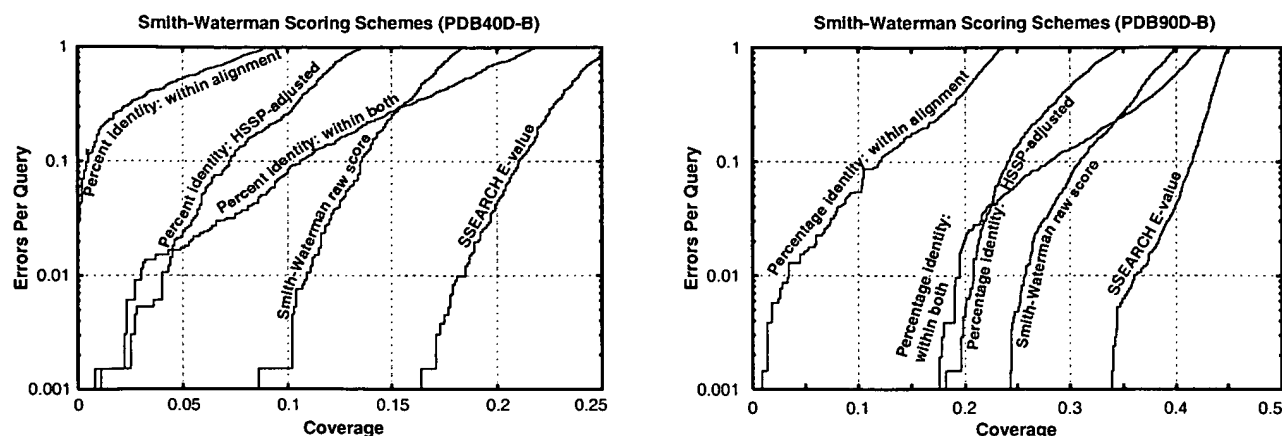 Smith-Waterman Scoring Schemes (PDB40D-B)
Errors Per Query
1
0.1
0.01
0.001
Percent identity: within alignment
Percent identity: HSSP-adjusted
Percent identity: within both
Smith-Waterman raw score
SSEARCH E-value
0
0.05
0.1
0.15
0.2
0.25
Coverage
Smith-Waterman Scoring Schemes (PDB90D-B)
Errors Per Query
1
0.1
0.01
0.001
Percentage identity: within alignment
Percentage identity:
within both
Percentage identity: HSSP-adjusted
Smith-Waterman raw score
SSEARCH E-value
0
0.1
0.2
0.3
0.4
0.5
Coverage